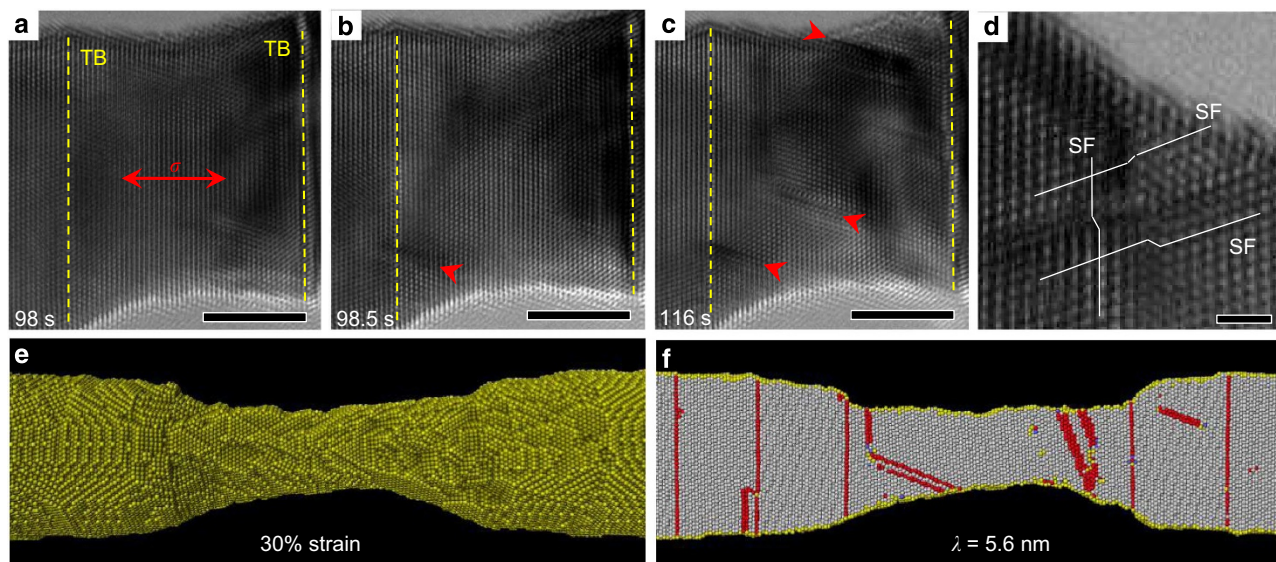 a
TB
TB
σ
98 s
b
98.5 s
c
116 s
d
SF
SF
SF
e
30% strain
f
λ = 5.6 nm